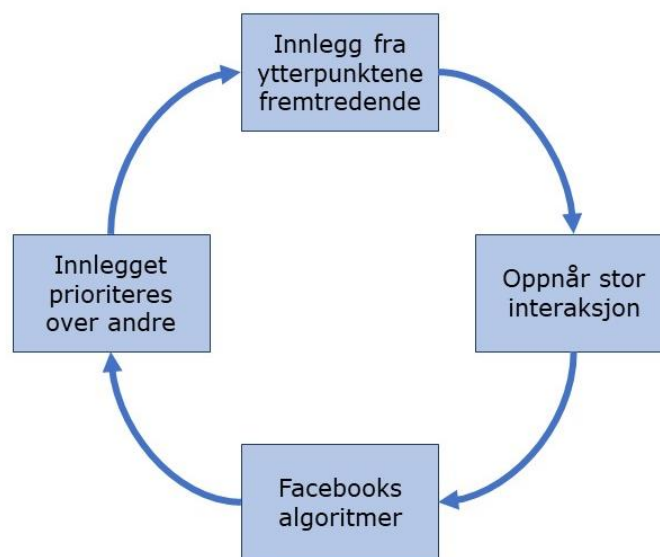 Innlegg fra
ytterpunktene
fremtredende
Oppnår stor
interaksjon
Facebooks
algoritmer
Innlegget
prioriteres
over andre